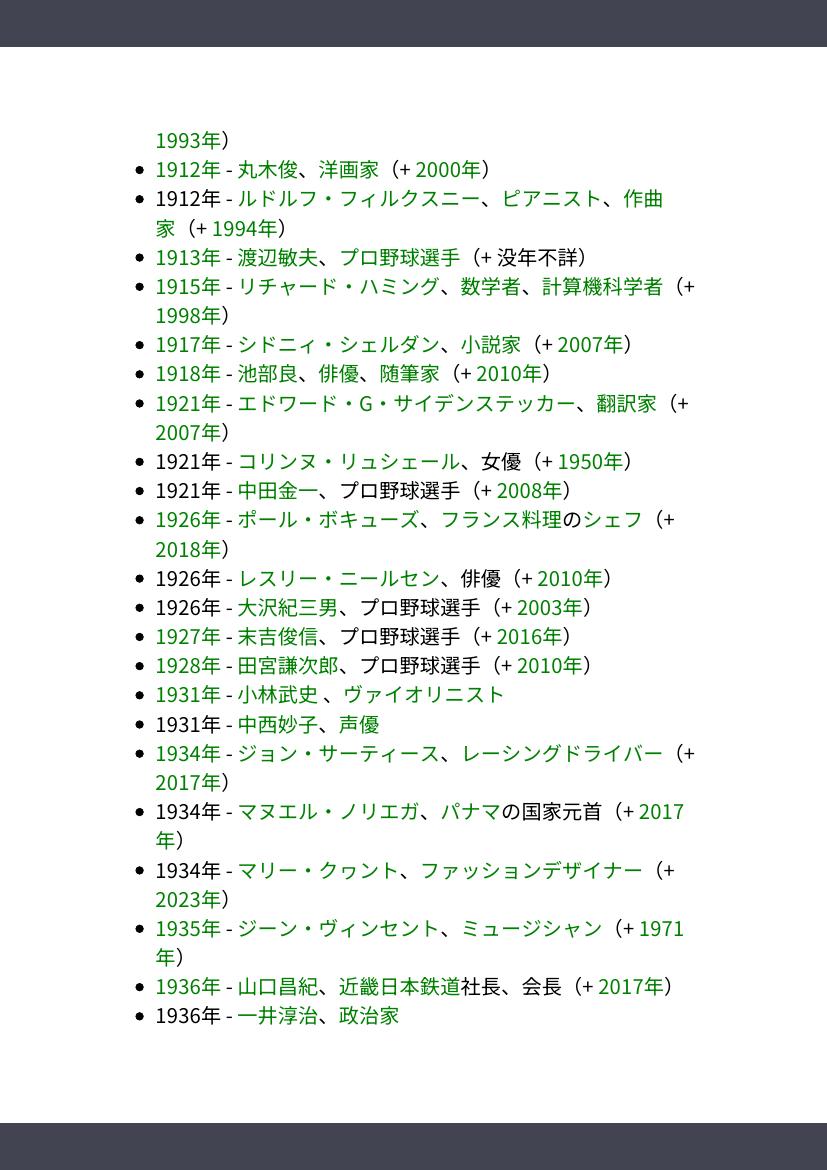 1993年）
1912年 - 丸木俊、洋画家（+ 2000年）
1912年 - ルドルフ・フィルクスニー、ピアニスト、作曲
家（+ 1994年）
1913年 - 渡辺敏夫、プロ野球選手（+ 没年不詳）
1915年 - リチャード・ハミング、数学者、計算機科学者（+
1998年）
1917年 - シドニィ・シェルダン、小説家（+ 2007年）
1918年 - 池部良、俳優、随筆家（+ 2010年）
1921年 - エドワード・G・サイデンステッカー、翻訳家（+
2007年）
1921年 - コリンヌ・リュシェール、女優（+ 1950年）
1921年 - 中田金一、プロ野球選手（+ 2008年）
1926年 - ポール・ボキューズ、フランス料理のシェフ（+
2018年）
1926年 - レスリー・ニールセン、俳優（+ 2010年）
1926年 - 大沢紀三男、プロ野球選手（+ 2003年）
1927年 - 末吉俊信、プロ野球選手（+ 2016年）
1928年 - 田宮謙次郎、プロ野球選手（+ 2010年）
1931年 - 小林武史 、ヴァイオリニスト
1931年 - 中西妙子、声優
1934年 - ジョン・サーティース、レーシングドライバー（+
2017年）
1934年 - マヌエル・ノリエガ、パナマの国家元首（+ 2017
年）
1934年 - マリー・クヮント、ファッションデザイナー（+
2023年）
1935年 - ジーン・ヴィンセント、ミュージシャン（+ 1971
年）
1936年 - 山口昌紀、近畿日本鉄道社長、会長（+ 2017年）
1936年 - 一井淳治、政治家